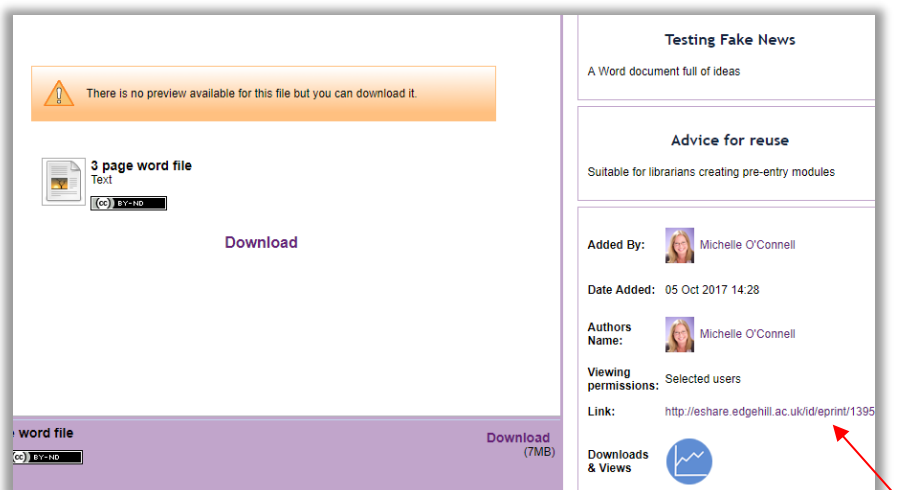 There is no preview available for this file but you can download it.
3 page word file
Text
(cc) BY-ND
Download
word file
(cc) BY-ND
Download
(7MB)
Testing Fake News
A Word document full of ideas
Advice for reuse
Suitable for librarians creating pre-entry modules
Added By: Michelle O'Connell
Date Added: 05 Oct 2017 14:28
Authors
Name: Michelle O'Connell
Viewing
permissions: Selected users
Link: http://eshare.edgehill.ac.uk/id/eprint/1395
Downloads
& Views